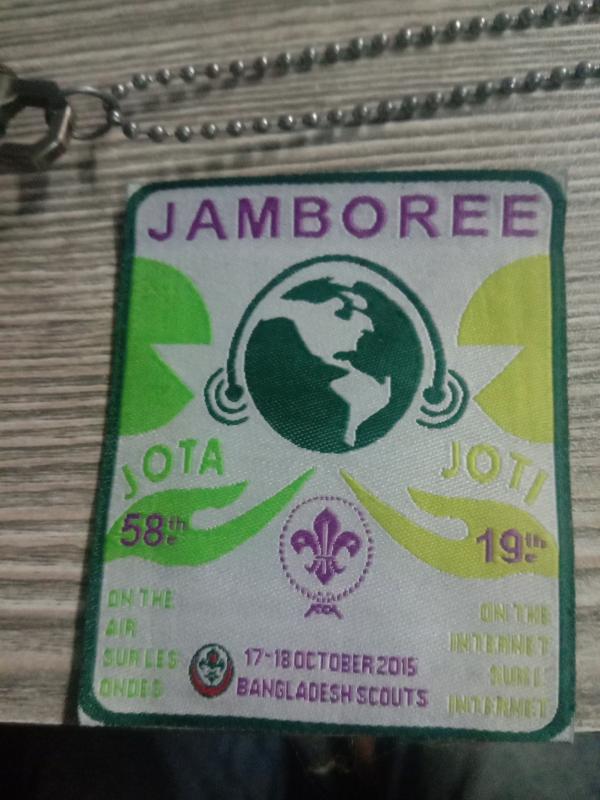 JAMBOREE
JOTA
JOTI
58th
19th
ON THE
AIR
SUR LES
ONDES
ON THE
INTERNET
SUR L'
INTERNET
17-18 OCTOBER 2015
BANGLADESH SCOUTS